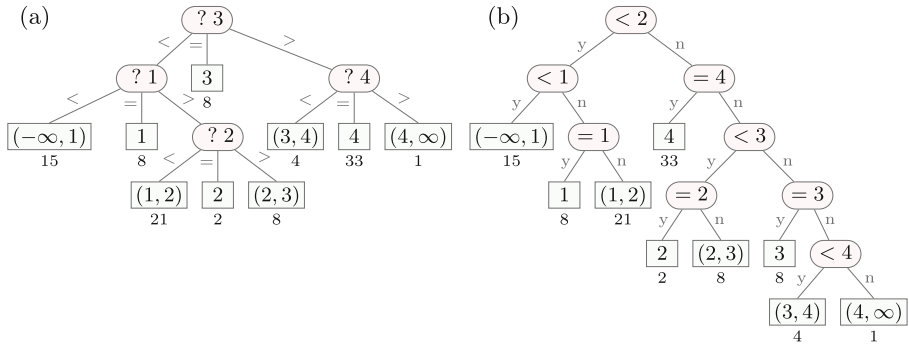 (a) ? 3 (b) < 2
< = > y n
? 1 3 ? 4 < 1 = 4
8
< = > < = > y n y n
(−∞, 1) 1 ? 2 (3, 4) 4 (4, ∞) (−∞, 1) = 1 4 < 3
15 8 4 33 1 15 33
< = > y n y n
(1, 2) 2 (2, 3) 1 (1, 2) = 2 = 3
21 2 8 8 21
y n y n
2 (2, 3) 3 < 4
2 8 8
y n
(3, 4) (4, ∞)
4 1